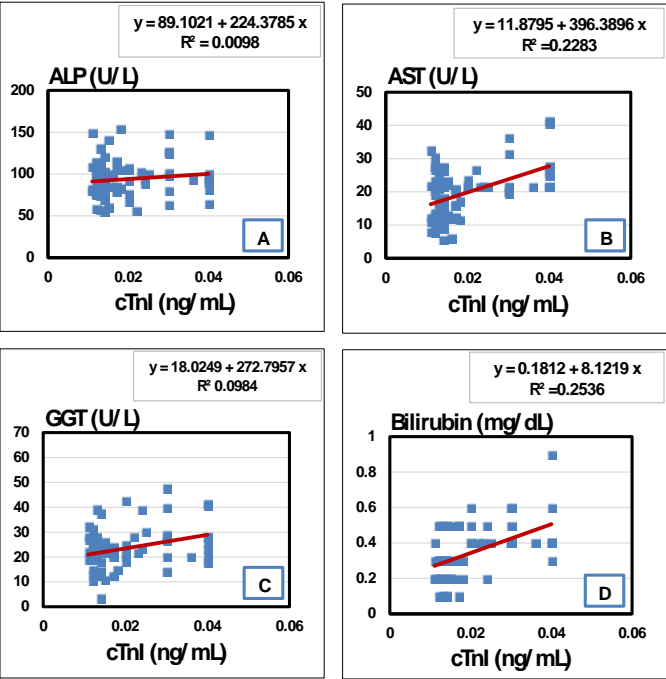 y = 89.1021 + 224.3785 x
R² = 0.0098
ALP (U/ L)
200
150
100
50
0
0
0.02
0.04
0.06
A
cTnI (ng/ mL)
y = 11.8795 + 396.3896 x
R² =0.2283
AST (U/ L)
50
40
30
20
10
0
0
0.02
0.04
0.06
B
cTnI (ng/ mL)
y = 18.0249 + 272.7957 x
R² 0.0984
GGT (U/ L)
70
60
50
40
30
20
10
0
0
0.02
0.04
0.06
C
cTnI (ng/ mL)
y = 0.1812 + 8.1219 x
R² =0.2536
Bilirubin (mg/ dL)
1
0.8
0.6
0.4
0.2
0
0
0.02
0.04
0.06
D
cTnI (ng/ mL)